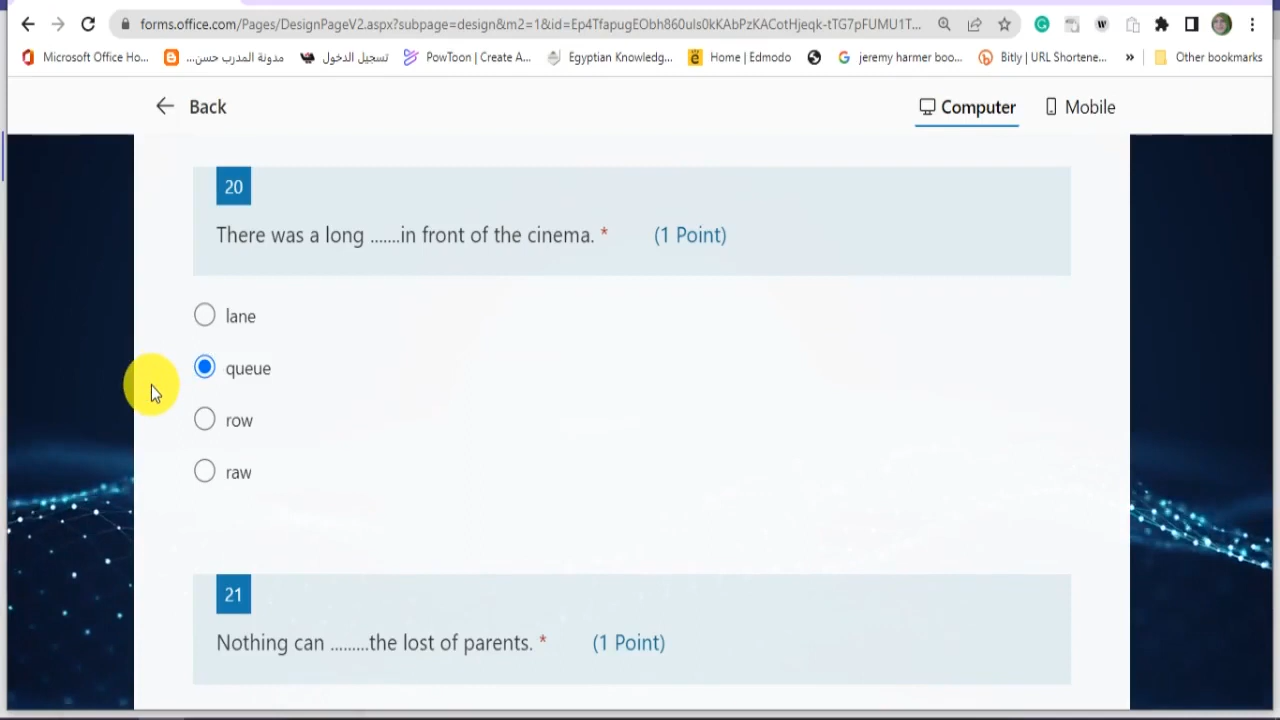 forms.office.com/Pages/DesignPageV2.aspx?subpage=design&m2=1&id=Ep4TfapugEObh860uls0kKAsPzKACotHjeqk-tTG7pFUMU1T...
Microsoft Office Ho...
مدونة المدرب حسن...
تسجيل الدخول
PowToon | Create A...
Egyptian Knowledg...
Home | Edmodo
jeremy harmer boo...
Bitly | URL Shortene...
»
Other bookmarks
Back
Computer
Mobile
20
There was a long .......in front of the cinema. * (1 Point)
lane
queue
row
raw
21
Nothing can .........the lost of parents. * (1 Point)